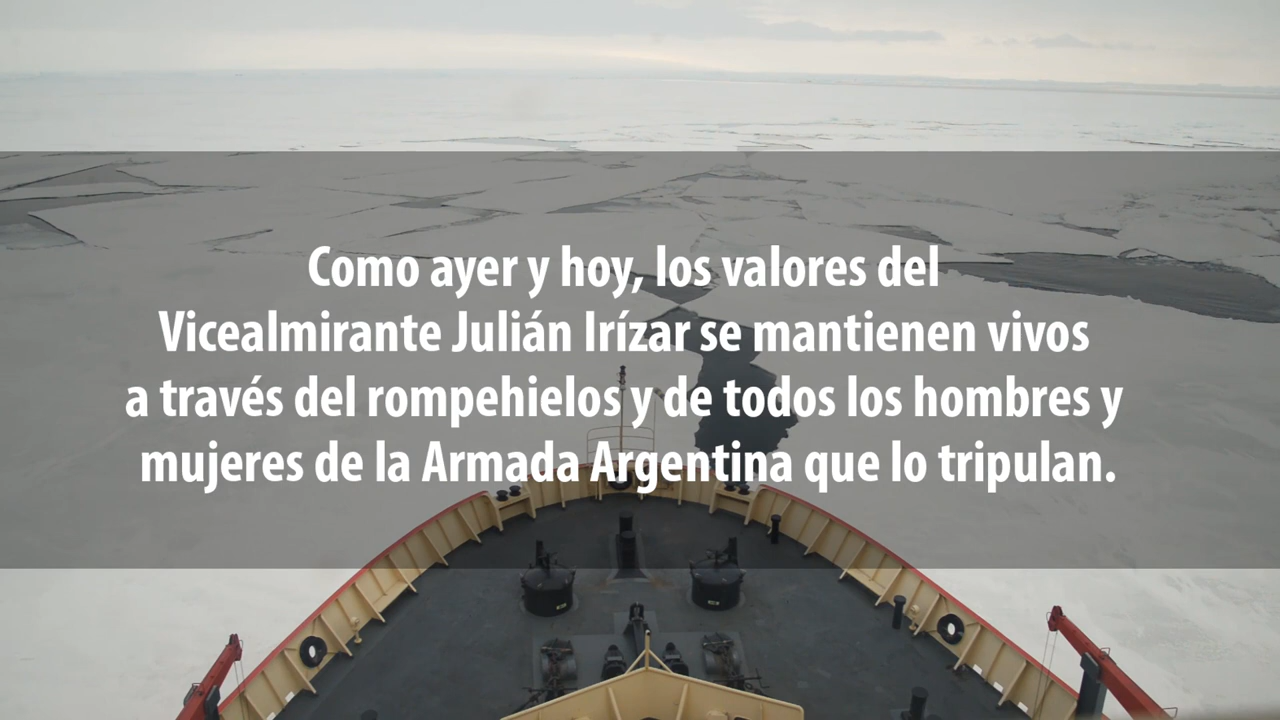 Como ayer y hoy, los valores del
Vicealmirante Julián Irízar se mantienen vivos
a través del rompehielos y de todos los hombres y
mujeres de la Armada Argentina que lo tripulan.